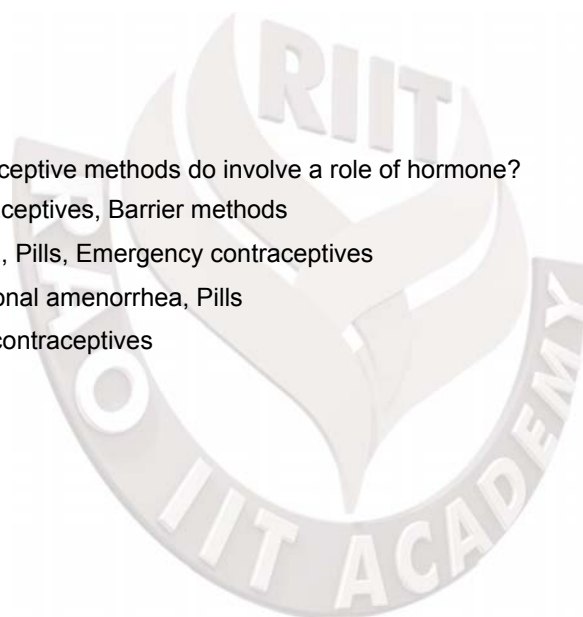 RIIT
ceptive methods do involve a role of hormone?
ceptives, Barrier methods
, Pills, Emergency contraceptives
onal amenorrhea, Pills
contraceptives
RAO IIT ACADEMY